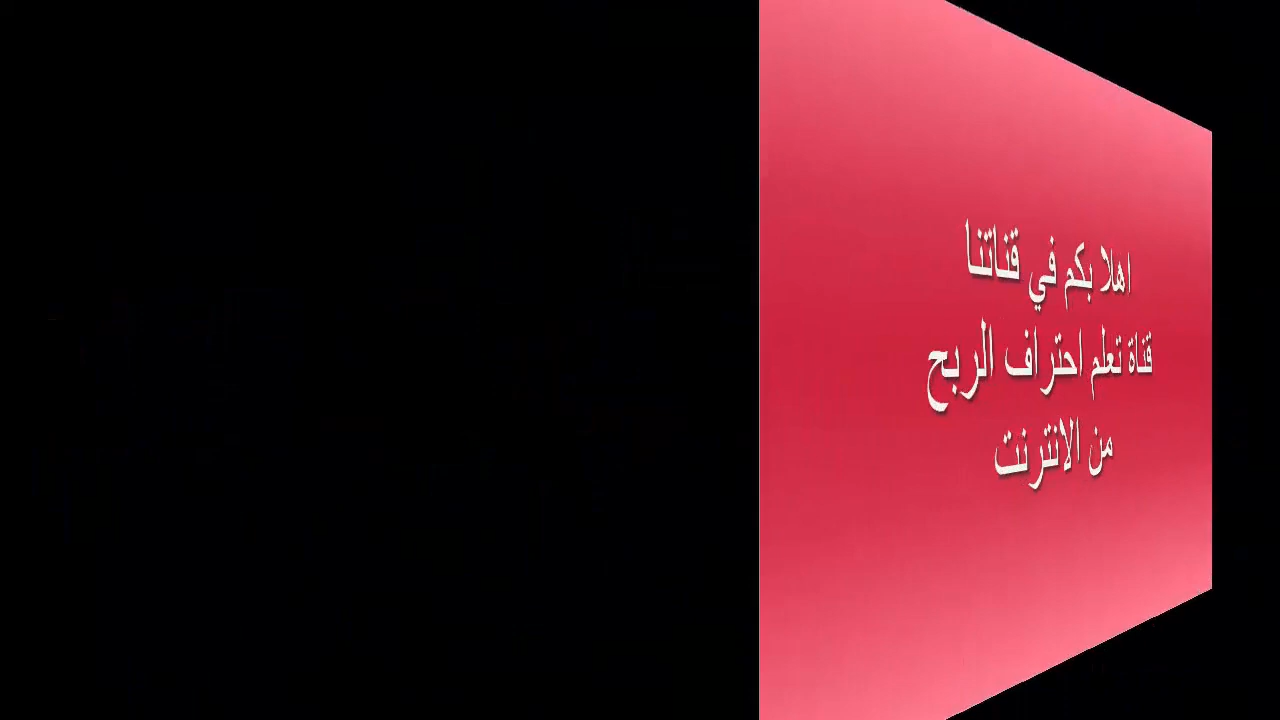 اهلا بكم في قناتنا
قناة تعلم احتراف الربح
من الانترنت